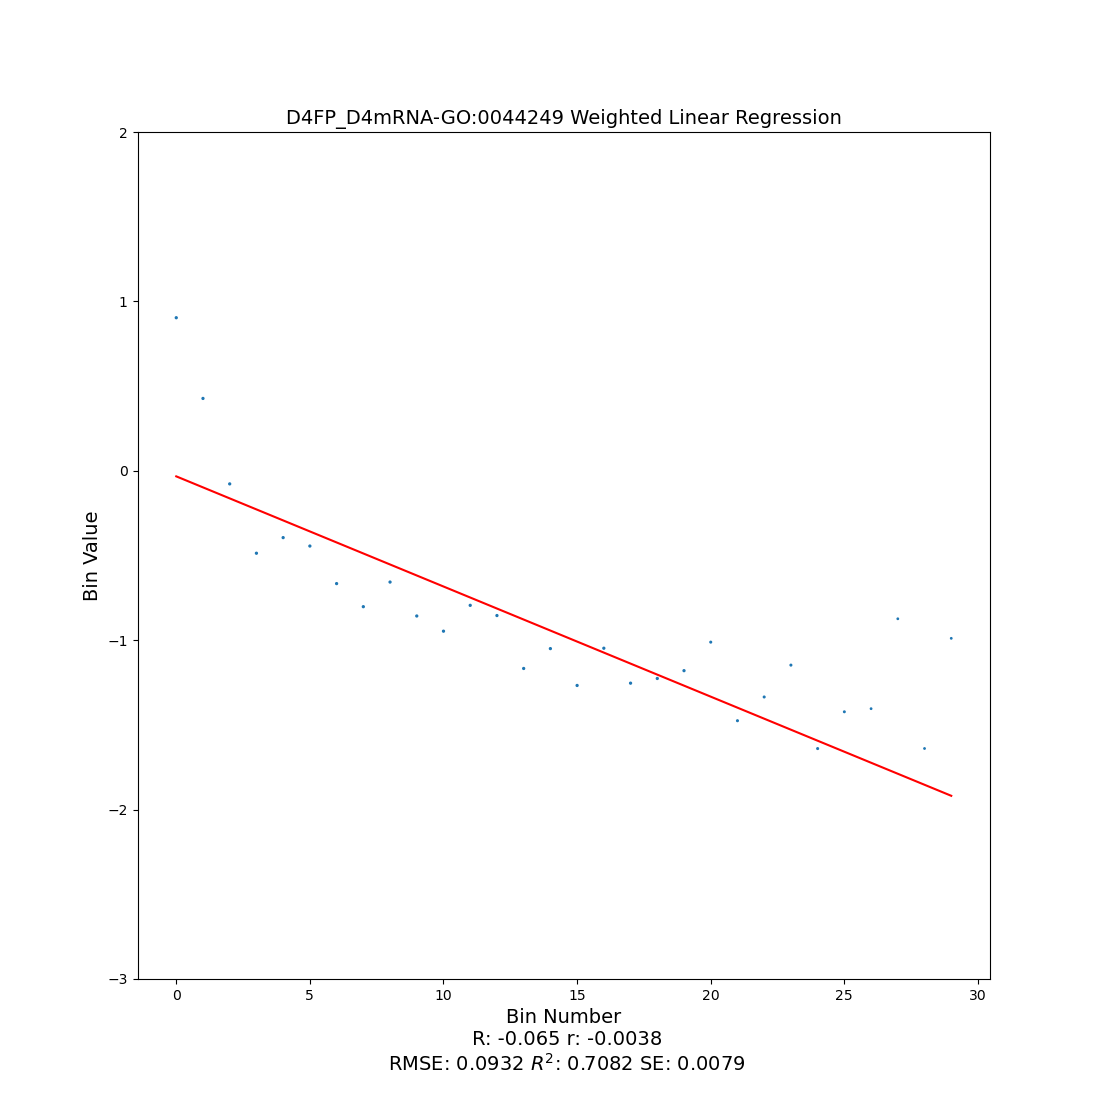 D4FP_D4mRNA-GO:0044249 Weighted Linear Regression
2
1
0
−1
−2
−3
Bin Value
0 5 10 15 20 25 30
Bin Number
R: -0.065 r: -0.0038
RMSE: 0.0932 R²: 0.7082 SE: 0.0079